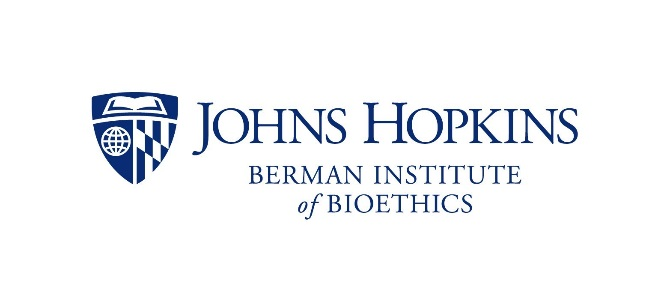 JOHNS HOPKINS
BERMAN INSTITUTE
of BIOETHICS